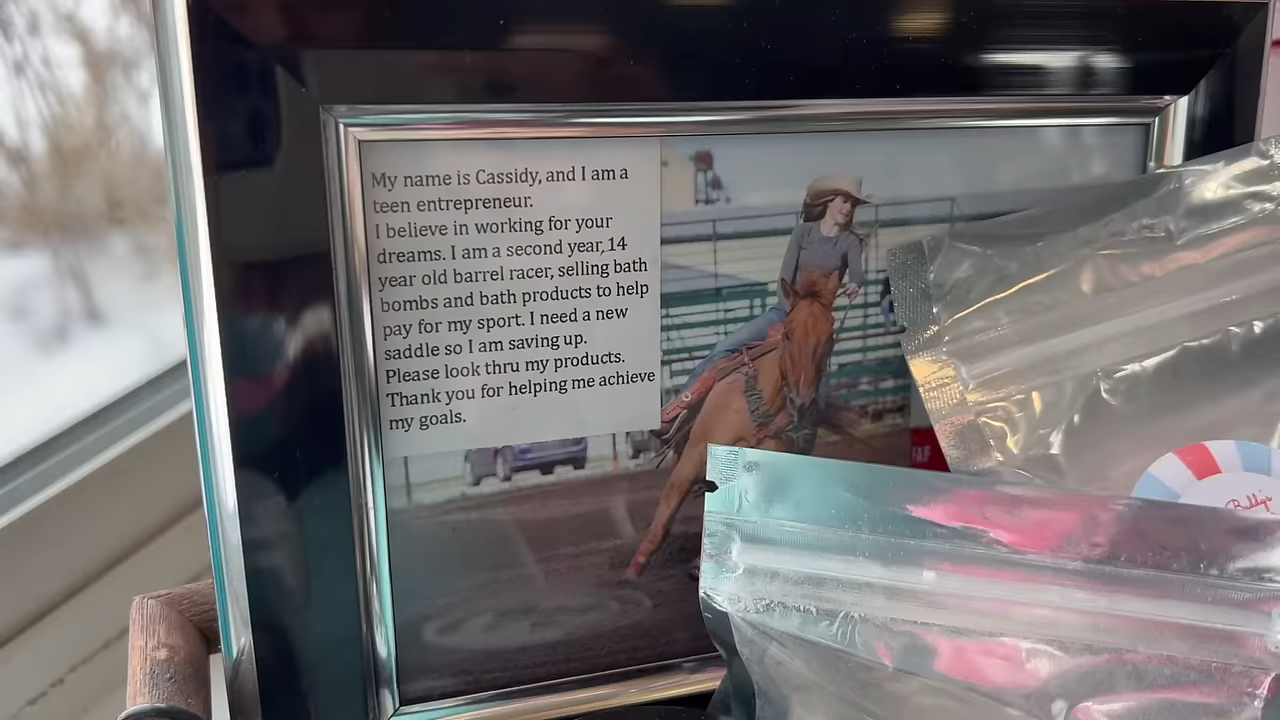 My name is Cassidy, and I am a
teen entrepreneur.
I believe in working for your
dreams. I am a second year, 14
year old barrel racer, selling bath
bombs and bath products to help
pay for my sport. I need a new
saddle so I am saving up.
Please look thru my products.
Thank you for helping me achieve
my goals.